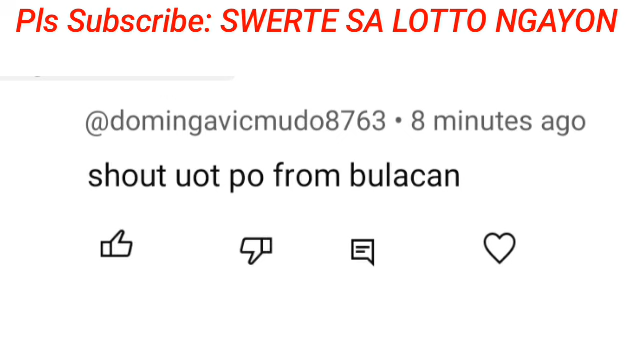 Pls Subscribe: SWERTE SA LOTTO NGAYON
@domingavicmudo8763 • 8 minutes ago
shout uot po from bulacan